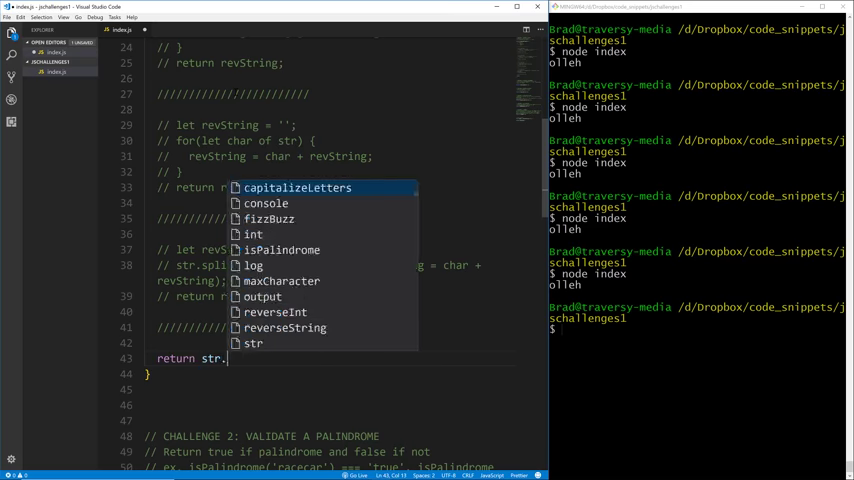 index.js - jschallenges1 - Visual Studio Code
File Edit Selection View Go Debug Tasks Help
EXPLORER
OPEN EDITORS 1 UNSAVED
index.js
JSCHALLENGES1
index.js
index.js
24 // }
25 // return revString;
26
27 ///////////////////////
28
29 // let revString = '';
30 // for(let char of str) {
31 //   revString = char + revString;
32 // }
33 // return r
34
35 //////////
36
37 // let revS
38 // str.spli g = char +
revString);
39 // return r
40
41 //////////
42
43 return str.
44 }
45
46
47
48 // CHALLENGE 2: VALIDATE A PALINDROME
49 // Return true if palindrome and false if not
50 // ex. isPalindrome('racecar') === 'true', isPalindrome
capitalizeLetters
console
fizzBuzz
int
isPalindrome
log
maxCharacter
output
reverseInt
reverseString
str
0 0
Go Live Ln 43, Col 13 Spaces: 2 UTF-8 CRLF JavaScript Prettier
MINGW64:/d/Dropbox/code_snippets/jschallenges1
Brad@traversy-media /d/Dropbox/code_snippets/j
schallenges1
$ node index
olleh
Brad@traversy-media /d/Dropbox/code_snippets/j
schallenges1
$ node index
olleh
Brad@traversy-media /d/Dropbox/code_snippets/j
schallenges1
$ node index
olleh
Brad@traversy-media /d/Dropbox/code_snippets/j
schallenges1
$ node index
olleh
Brad@traversy-media /d/Dropbox/code_snippets/j
schallenges1
$ node index
olleh
Brad@traversy-media /d/Dropbox/code_snippets/j
schallenges1
$